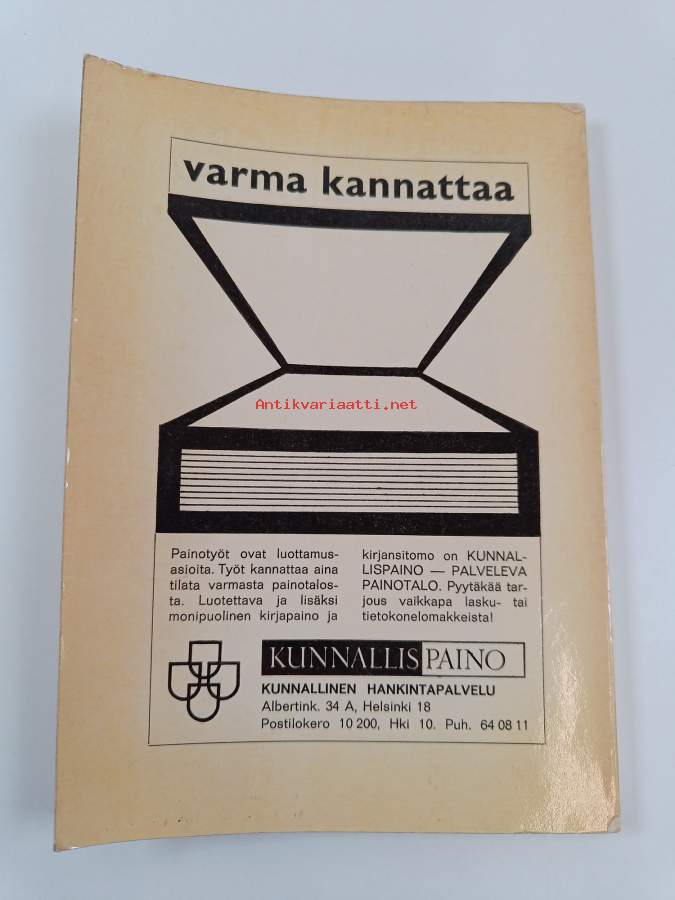 varma kannattaa
Antikvariaatti.net
Painotyöt ovat luottamus-
asioita. Työt kannattaa aina
tilata varmasta painotalos-
ta. Luotettava ja lisäksi
monipuolinen kirjapaino ja
kirjansitomo on KUNNAL-
LISPAINO — PALVELEVA
PAINOTALO. Pyytäkää tar-
jous vaikkapa lasku- tai
tietokonelomakkeista!
KUNNALLISPAINO
KUNNALLINEN HANKINTAPALVELU
Albertink. 34 A, Helsinki 18
Postilokero 10 200, Hki 10. Puh. 64 08 11